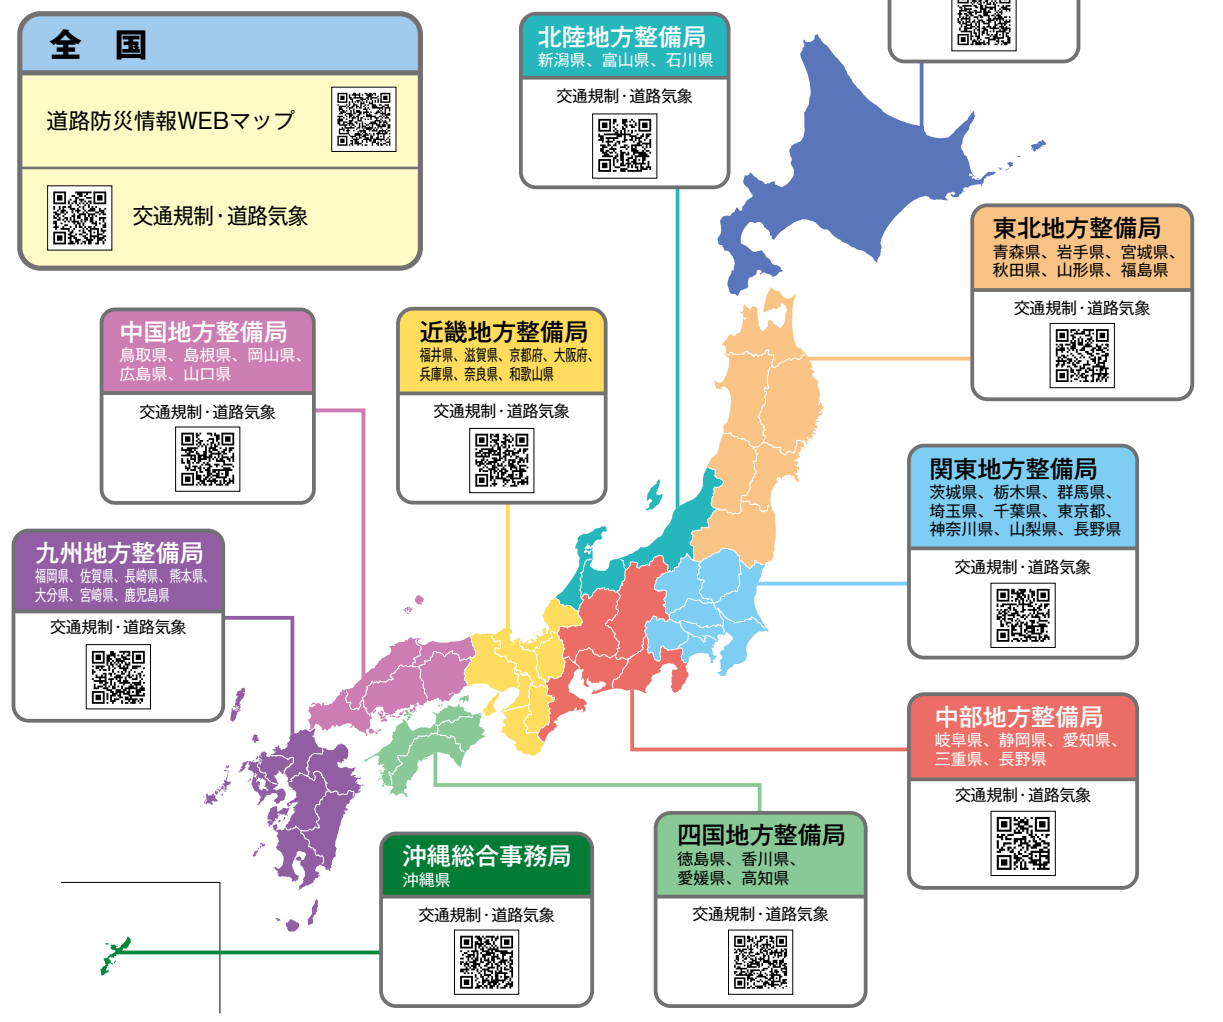 全 国
道路防災情報WEBマップ
交通規制・道路気象
北陸地方整備局
新潟県、富山県、石川県
交通規制・道路気象
東北地方整備局
青森県、岩手県、宮城県、
秋田県、山形県、福島県
交通規制・道路気象
中国地方整備局
鳥取県、島根県、岡山県、
広島県、山口県
交通規制・道路気象
近畿地方整備局
福井県、滋賀県、京都府、大阪府、
兵庫県、奈良県、和歌山県
交通規制・道路気象
関東地方整備局
茨城県、栃木県、群馬県、
埼玉県、千葉県、東京都、
神奈川県、山梨県、長野県
交通規制・道路気象
九州地方整備局
福岡県、佐賀県、長崎県、熊本県、
大分県、宮崎県、鹿児島県
交通規制・道路気象
中部地方整備局
岐阜県、静岡県、愛知県、
三重県、長野県
交通規制・道路気象
四国地方整備局
徳島県、香川県、
愛媛県、高知県
交通規制・道路気象
沖縄総合事務局
沖縄県
交通規制・道路気象